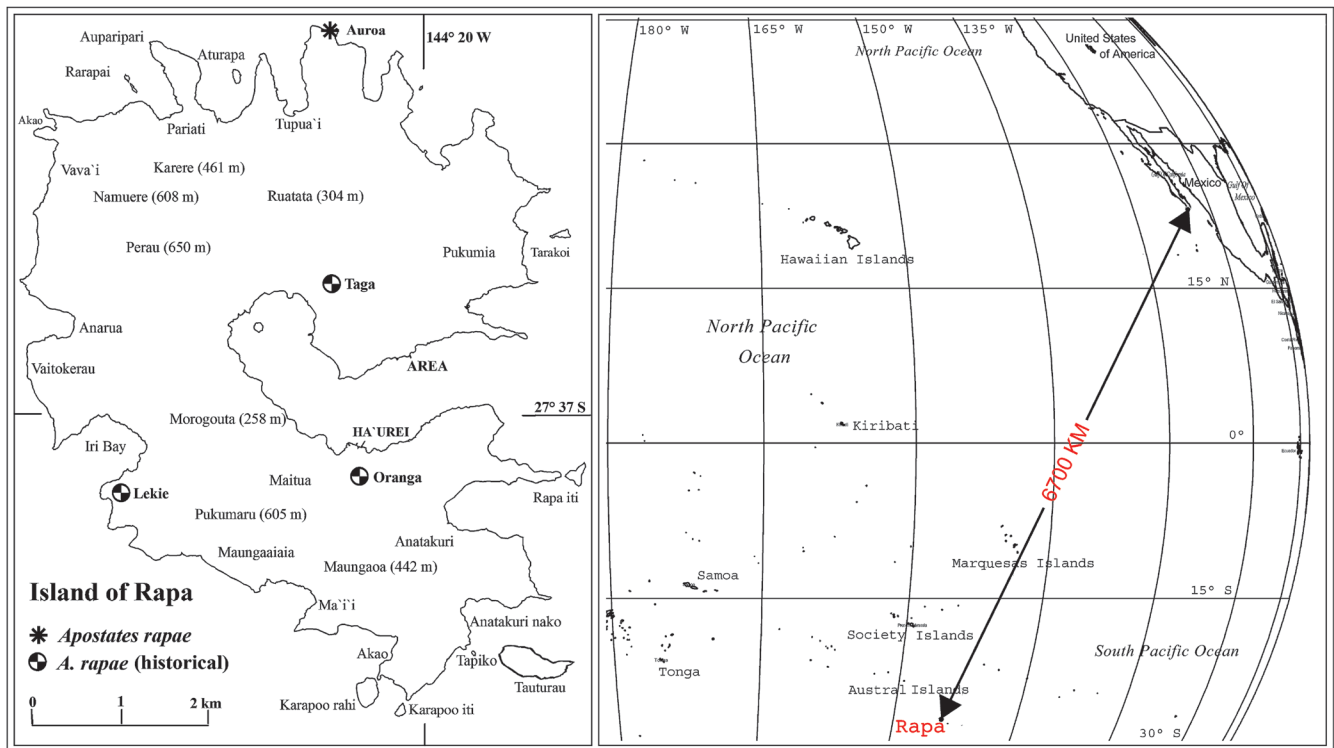 Auparipari
Auroa
144° 20 W
Aturapa
Rarapai
Akao
Pariati
Tupua`i
Vava`i
Karere (461 m)
Namuere (608 m)
Ruatata (304 m)
Perau (650 m)
Pukumia
Tarakoi
Taga
Anarua
Vaitokerau
AREA
27° 37 S
Morogouta (258 m)
HA`UREI
Iri Bay
Maitua
Oranga
Lekie
Rapa iti
Pukumaru (605 m)
Anatakuri
Maungaaiaia
Maungaoa (442 m)
Island of Rapa
Ma`i`i
Anatakuri nako
Apostates rapae
A. rapae (historical)
Akao
Tapiko
Tauturau
Karapoo rahi
Karapoo iti
0 1 2 km
180° W
165° W
150° W
135° W
North Pacific Ocean
United States
of America
Mexico
Gulf Of
Mexico
Hawaiian Islands
15° N
North Pacific
Ocean
Kiribati
0°
Ecuador
6700 KM
Marquesas Islands
Samoa
15° S
Society Islands
Tonga
South Pacific Ocean
Austral Islands
Rapa
30° S